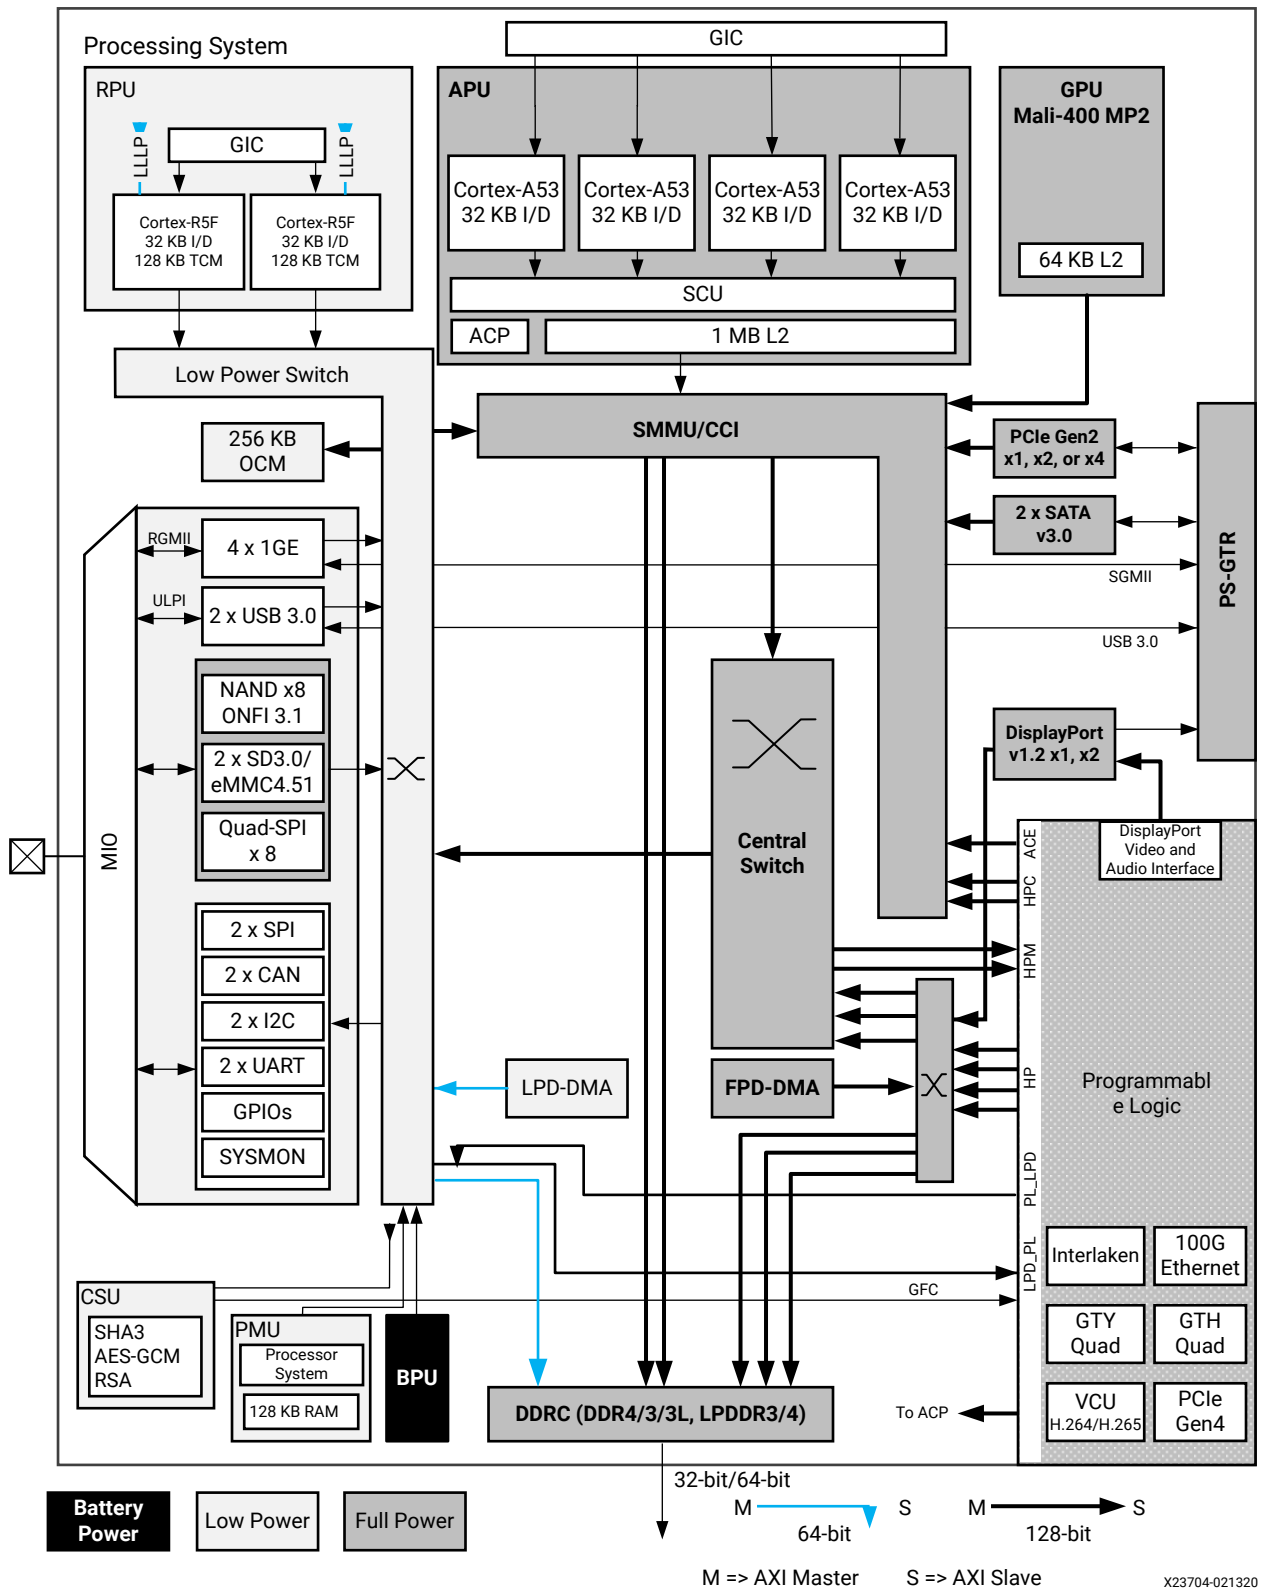 Processing System
GIC
RPU
LLLP
GIC
LLLP
Cortex-R5F
32 KB I/D
128 KB TCM
Cortex-R5F
32 KB I/D
128 KB TCM
APU
Cortex-A53
32 KB I/D
Cortex-A53
32 KB I/D
Cortex-A53
32 KB I/D
Cortex-A53
32 KB I/D
SCU
ACP
1 MB L2
GPU
Mali-400 MP2
64 KB L2
Low Power Switch
256 KB
OCM
SMMU/CCI
PCIe Gen2
x1, x2, or x4
2 x SATA
v3.0
PS-GTR
RGMII
4 x 1GE
SGMII
ULPI
2 x USB 3.0
USB 3.0
NAND x8
ONFI 3.1
2 x SD3.0/
eMMC4.51
Quad-SPI
x 8
MIO
2 x SPI
2 x CAN
2 x I2C
2 x UART
GPIOs
SYSMON
Central
Switch
DisplayPort
v1.2 x1, x2
DisplayPort
Video and
Audio Interface
ACE
HPC
HPM
HP
PL_LPD
LPD_PL
LPD-DMA
FPD-DMA
Programmabl
e Logic
Interlaken
100G
Ethernet
GTY
Quad
GTH
Quad
VCU
H.264/H.265
PCIe
Gen4
GFC
To ACP
CSU
SHA3
AES-GCM
RSA
PMU
Processor
System
128 KB RAM
BPU
DDRC (DDR4/3/3L, LPDDR3/4)
32-bit/64-bit
Battery
Power
Low Power
Full Power
M
S
64-bit
M
S
128-bit
M => AXI Master
S => AXI Slave
X23704-021320